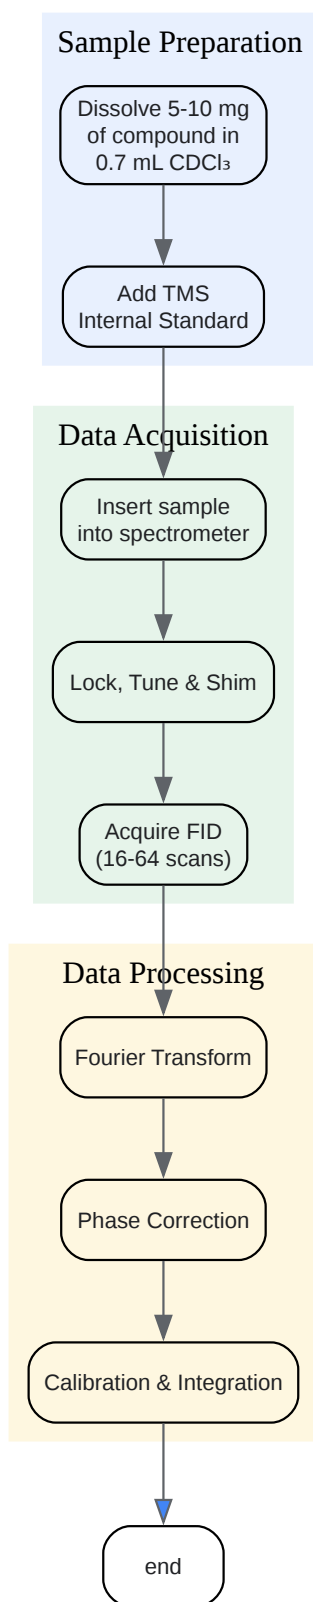 Sample Preparation
Dissolve 5-10 mg
of compound in
0.7 mL CDCl₃
Add TMS
Internal Standard
Data Acquisition
Insert sample
into spectrometer
Lock, Tune & Shim
Acquire FID
(16-64 scans)
Data Processing
Fourier Transform
Phase Correction
Calibration & Integration
end